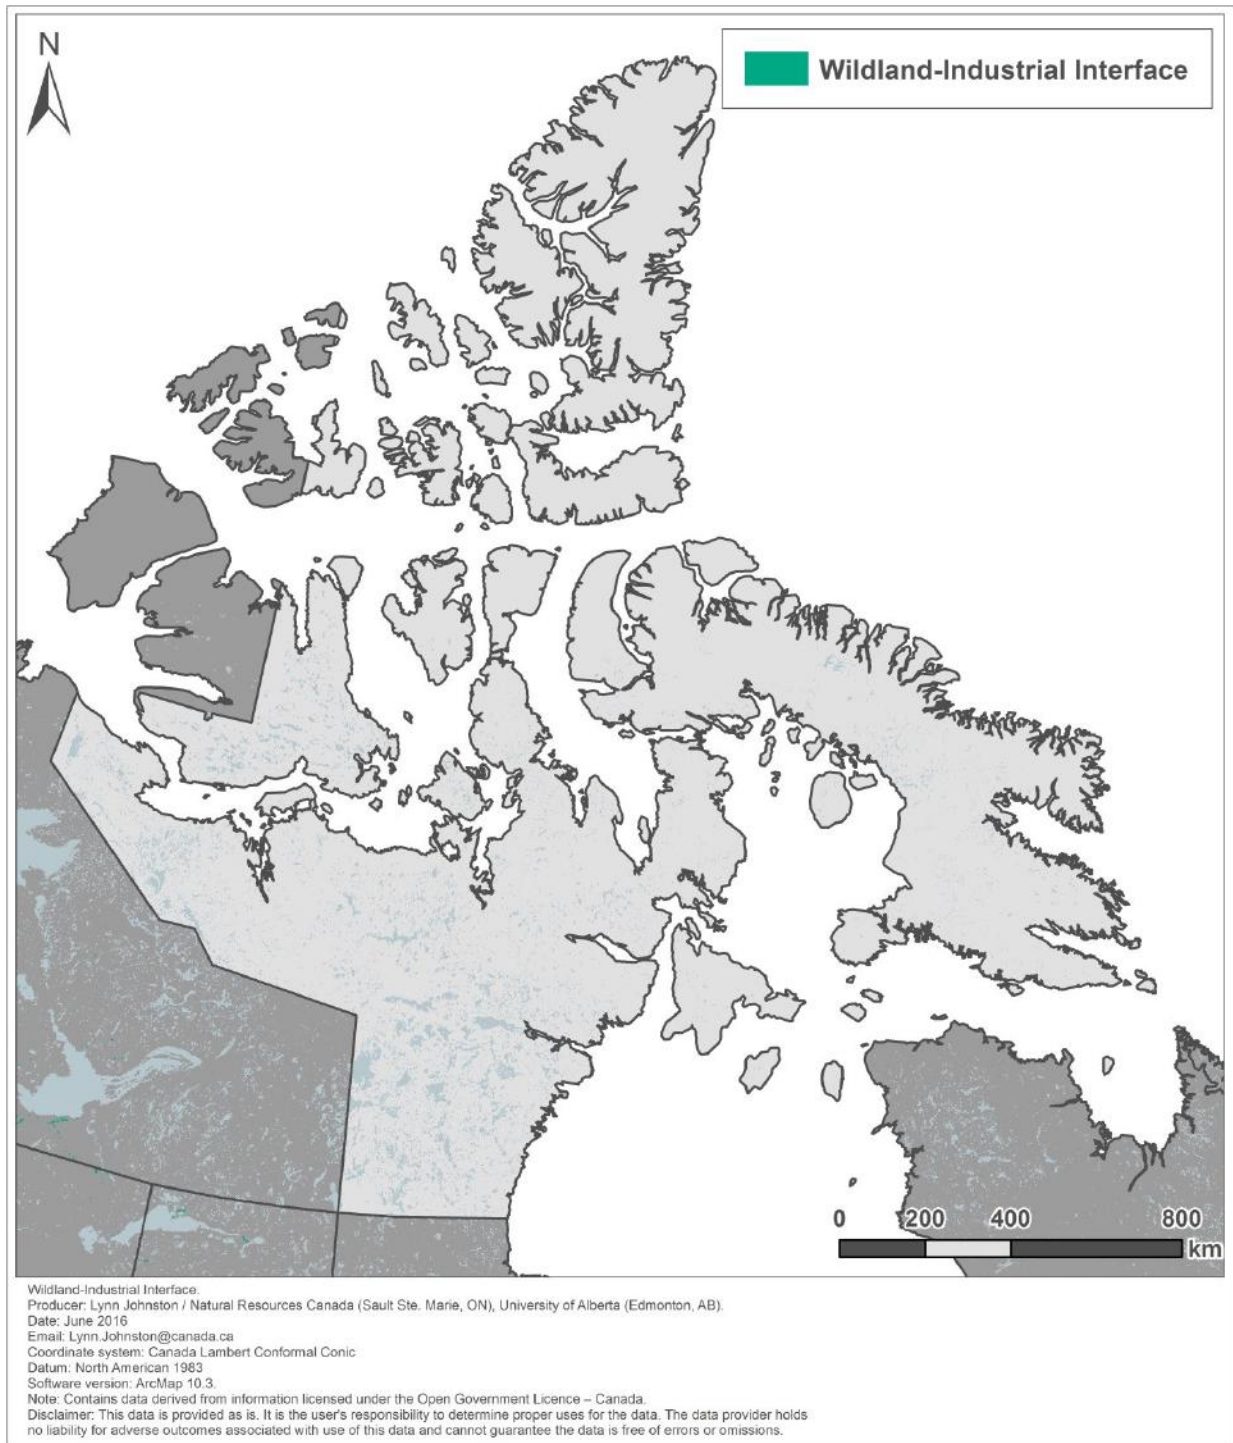 N
Wildland-Industrial Interface
0 200 400 800
km
Wildland-Industrial Interface.
Producer: Lynn Johnston / Natural Resources Canada (Sault Ste. Marie, ON), University of Alberta (Edmonton, AB).
Date: June 2016
Email: Lynn.Johnston@canada.ca
Coordinate system: Canada Lambert Conformal Conic
Datum: North American 1983
Software version: ArcMap 10.3.
Note: Contains data derived from information licensed under the Open Government Licence – Canada.
Disclaimer: This data is provided as is. It is the user's responsibility to determine proper uses for the data. The data provider holds
no liability for adverse outcomes associated with use of this data and cannot guarantee the data is free of errors or omissions.